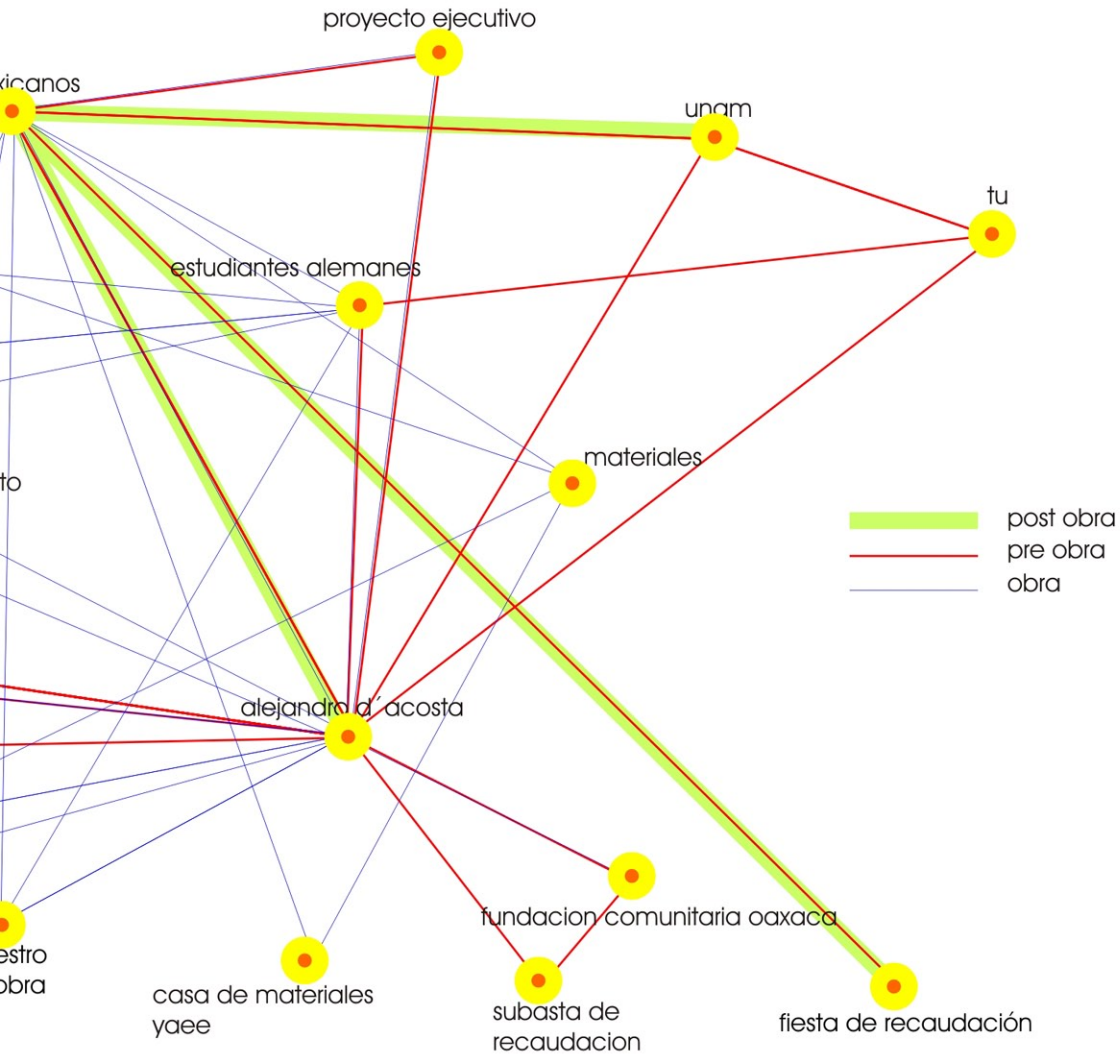 proyecto ejecutivo
xicanos
unam
tu
estudiantes alemanes
materiales
to
post obra
pre obra
obra
alejandro d´acosta
fundacion comunitaria oaxaca
estro
obra
casa de materiales
yaee
subasta de
recaudacion
fiesta de recaudación